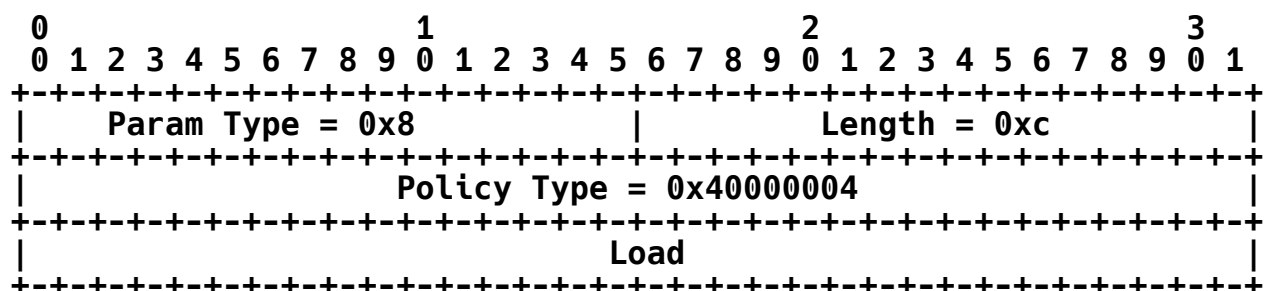 0                   1                   2                   3
 0 1 2 3 4 5 6 7 8 9 0 1 2 3 4 5 6 7 8 9 0 1 2 3 4 5 6 7 8 9 0 1
+-+-+-+-+-+-+-+-+-+-+-+-+-+-+-+-+-+-+-+-+-+-+-+-+-+-+-+-+-+-+-+-+
|    Param Type = 0x8           |         Length = 0xc          |
+-+-+-+-+-+-+-+-+-+-+-+-+-+-+-+-+-+-+-+-+-+-+-+-+-+-+-+-+-+-+-+-+
|                   Policy Type = 0x40000004                    |
+-+-+-+-+-+-+-+-+-+-+-+-+-+-+-+-+-+-+-+-+-+-+-+-+-+-+-+-+-+-+-+-+
|                              Load                             |
+-+-+-+-+-+-+-+-+-+-+-+-+-+-+-+-+-+-+-+-+-+-+-+-+-+-+-+-+-+-+-+-+